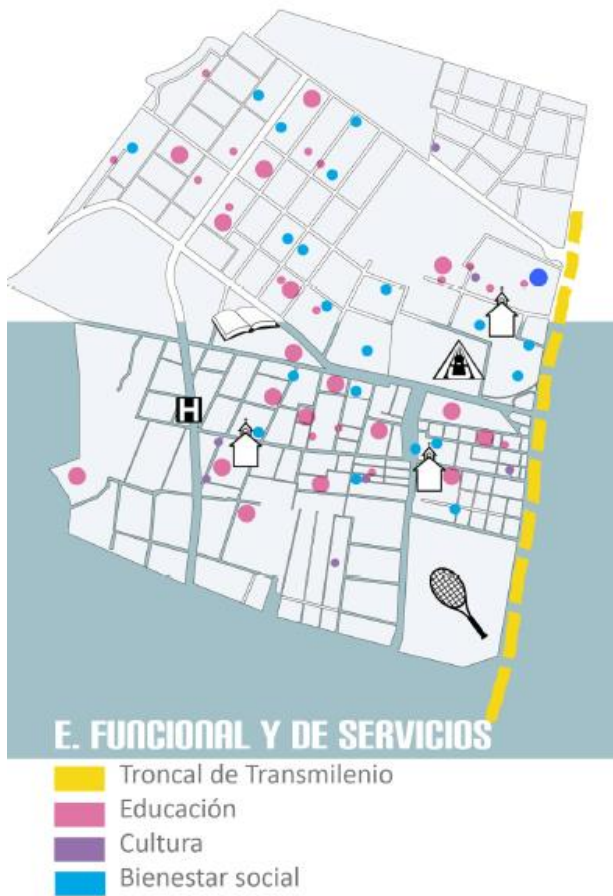 H
E. FUNCIONAL Y DE SERVICIOS
Troncal de Transmilenio
Educación
Cultura
Bienestar social